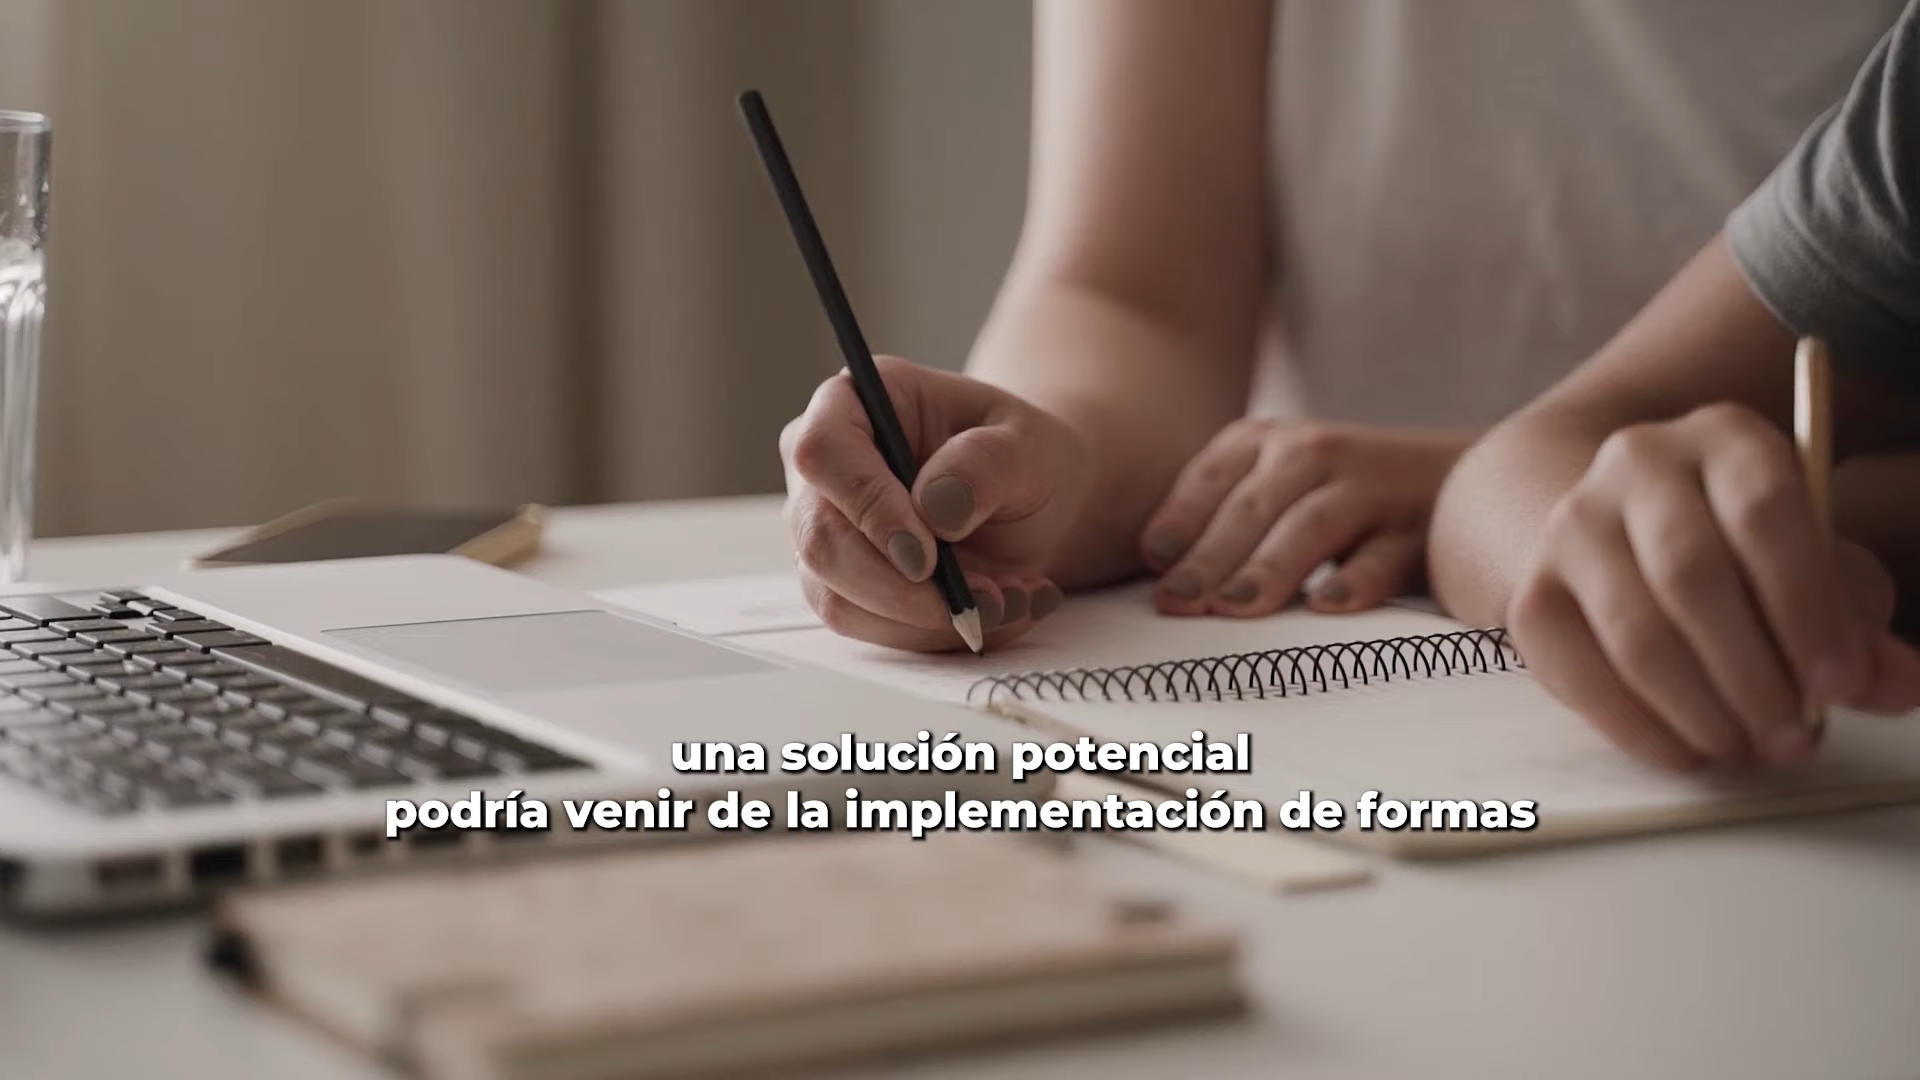 una solución potencial
podría venir de la implementación de formas